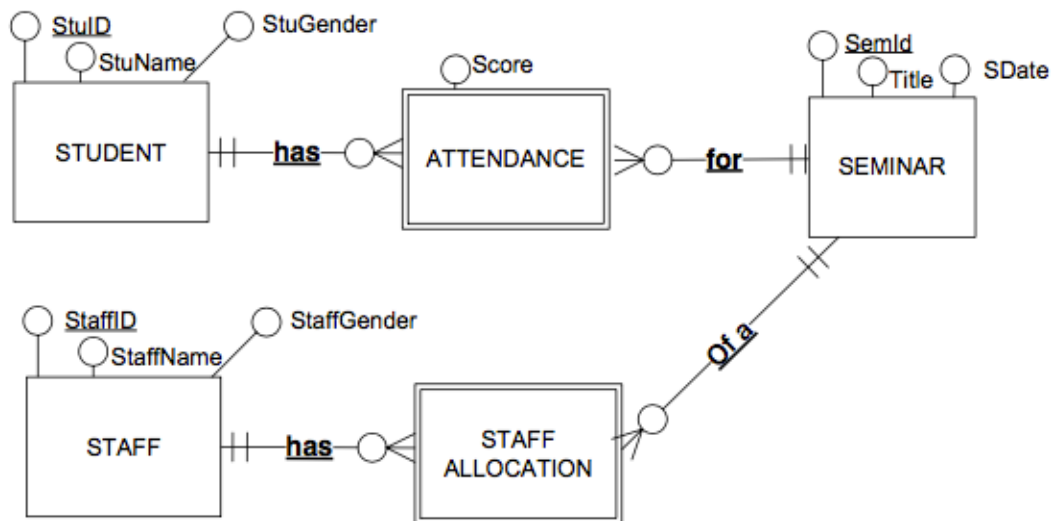 StuID
StuGender
StuName
STUDENT
has
Score
ATTENDANCE
for
SemId
Title
SDate
SEMINAR
Of a
StaffID
StaffGender
StaffName
STAFF
has
STAFF
ALLOCATION